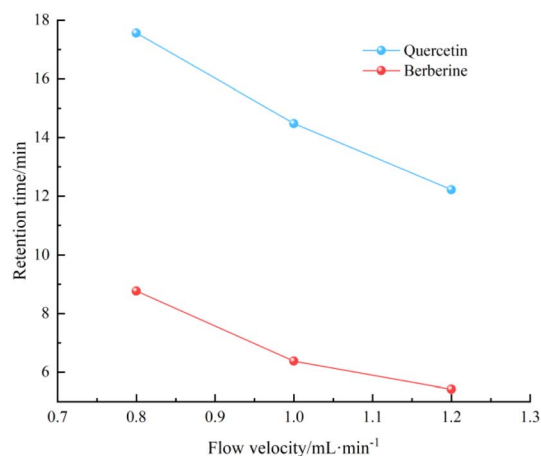 18
16
14
12
10
8
6
0.7 0.8 0.9 1.0 1.1 1.2 1.3
Retention time/min
Flow velocity/mL·min⁻¹
Quercetin
Berberine